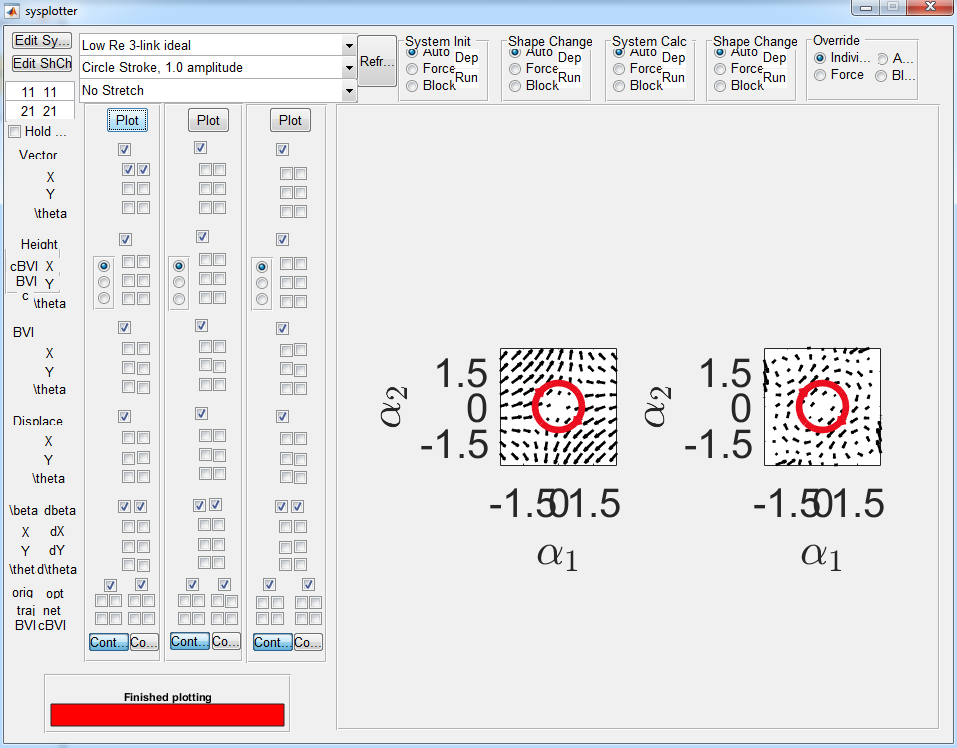 sysplotter
Edit Sy...
Edit ShCh
Low Re 3-link ideal
Circle Stroke, 1.0 amplitude
No Stretch
Refr...
System Init
Auto
Force
Block
Dep
Run
Shape Change
Auto
Force
Block
Dep
Run
System Calc
Auto
Force
Block
Dep
Run
Shape Change
Auto
Force
Block
Dep
Run
Override
Indivi...
A...
Force
Bl...
11 11
21 21
Hold ...
Plot
Plot
Plot
Vector
X
Y
\theta
Height
cBVI X
BVI Y
c \theta
BVI
X
Y
\theta
Displace
X
Y
\theta
\beta dbeta
X dX
Y dY
\thet d\theta
orig opt
traj net
BVI cBVI
Cont... Co...
Cont... Co...
Cont... Co...
α2
1.5
0
-1.5
-1.5 0 1.5
α1
α2
1.5
0
-1.5
-1.5 0 1.5
α1
Finished plotting